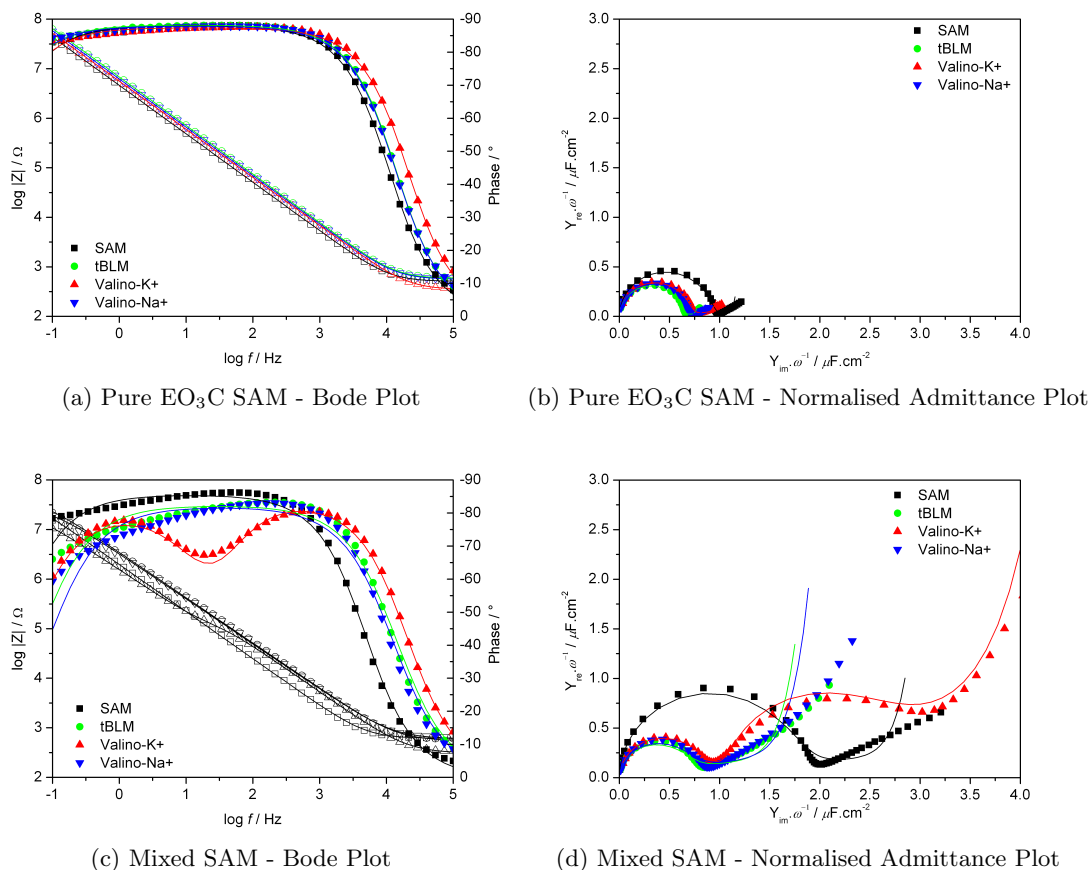 8
7
6
5
4
3
2
-1
0
1
2
3
4
5
-90
-80
-70
-60
-50
-40
-30
-20
-10
0
log |Z| / Ω
Phase / °
log f / Hz
SAM
tBLM
Valino-K+
Valino-Na+
(a) Pure EO₃C SAM - Bode Plot
3.0
2.5
2.0
1.5
1.0
0.5
0.0
0.0
0.5
1.0
1.5
2.0
2.5
3.0
3.5
4.0
Y_re.ω⁻¹ / μF.cm⁻²
Y_im.ω⁻¹ / μF.cm⁻²
SAM
tBLM
Valino-K+
Valino-Na+
(b) Pure EO₃C SAM - Normalised Admittance Plot
8
7
6
5
4
3
2
-1
0
1
2
3
4
5
-90
-80
-70
-60
-50
-40
-30
-20
-10
0
log |Z| / Ω
Phase / °
log f / Hz
SAM
tBLM
Valino-K+
Valino-Na+
(c) Mixed SAM - Bode Plot
3.0
2.5
2.0
1.5
1.0
0.5
0.0
0.0
0.5
1.0
1.5
2.0
2.5
3.0
3.5
4.0
Y_re.ω⁻¹ / μF.cm⁻²
Y_im.ω⁻¹ / μF.cm⁻²
SAM
tBLM
Valino-K+
Valino-Na+
(d) Mixed SAM - Normalised Admittance Plot